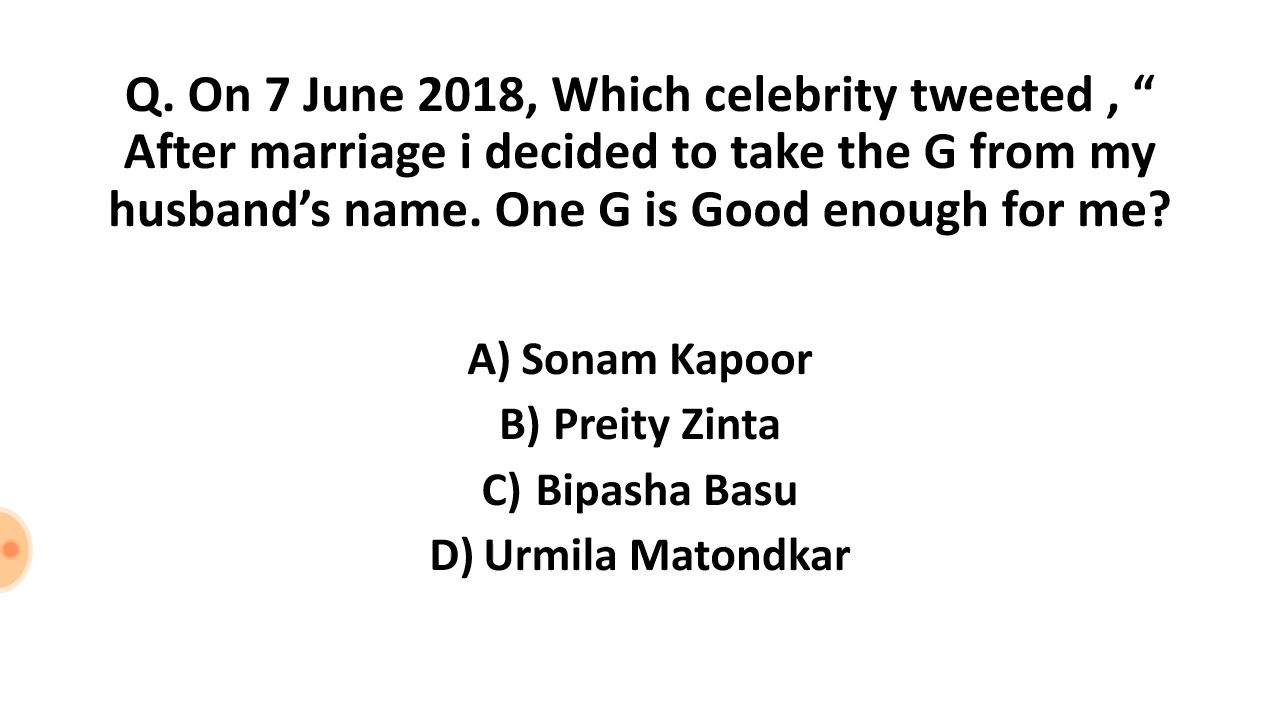 Q. On 7 June 2018, Which celebrity tweeted , “
After marriage i decided to take the G from my
husband’s name. One G is Good enough for me?
A) Sonam Kapoor
B) Preity Zinta
C) Bipasha Basu
D) Urmila Matondkar